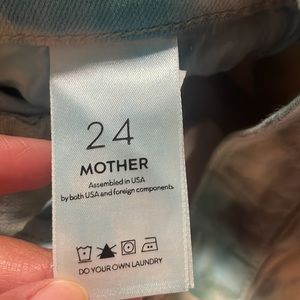 24
MOTHER
Assembled in USA
by both USA and foreign components
DO YOUR OWN LAUNDRY